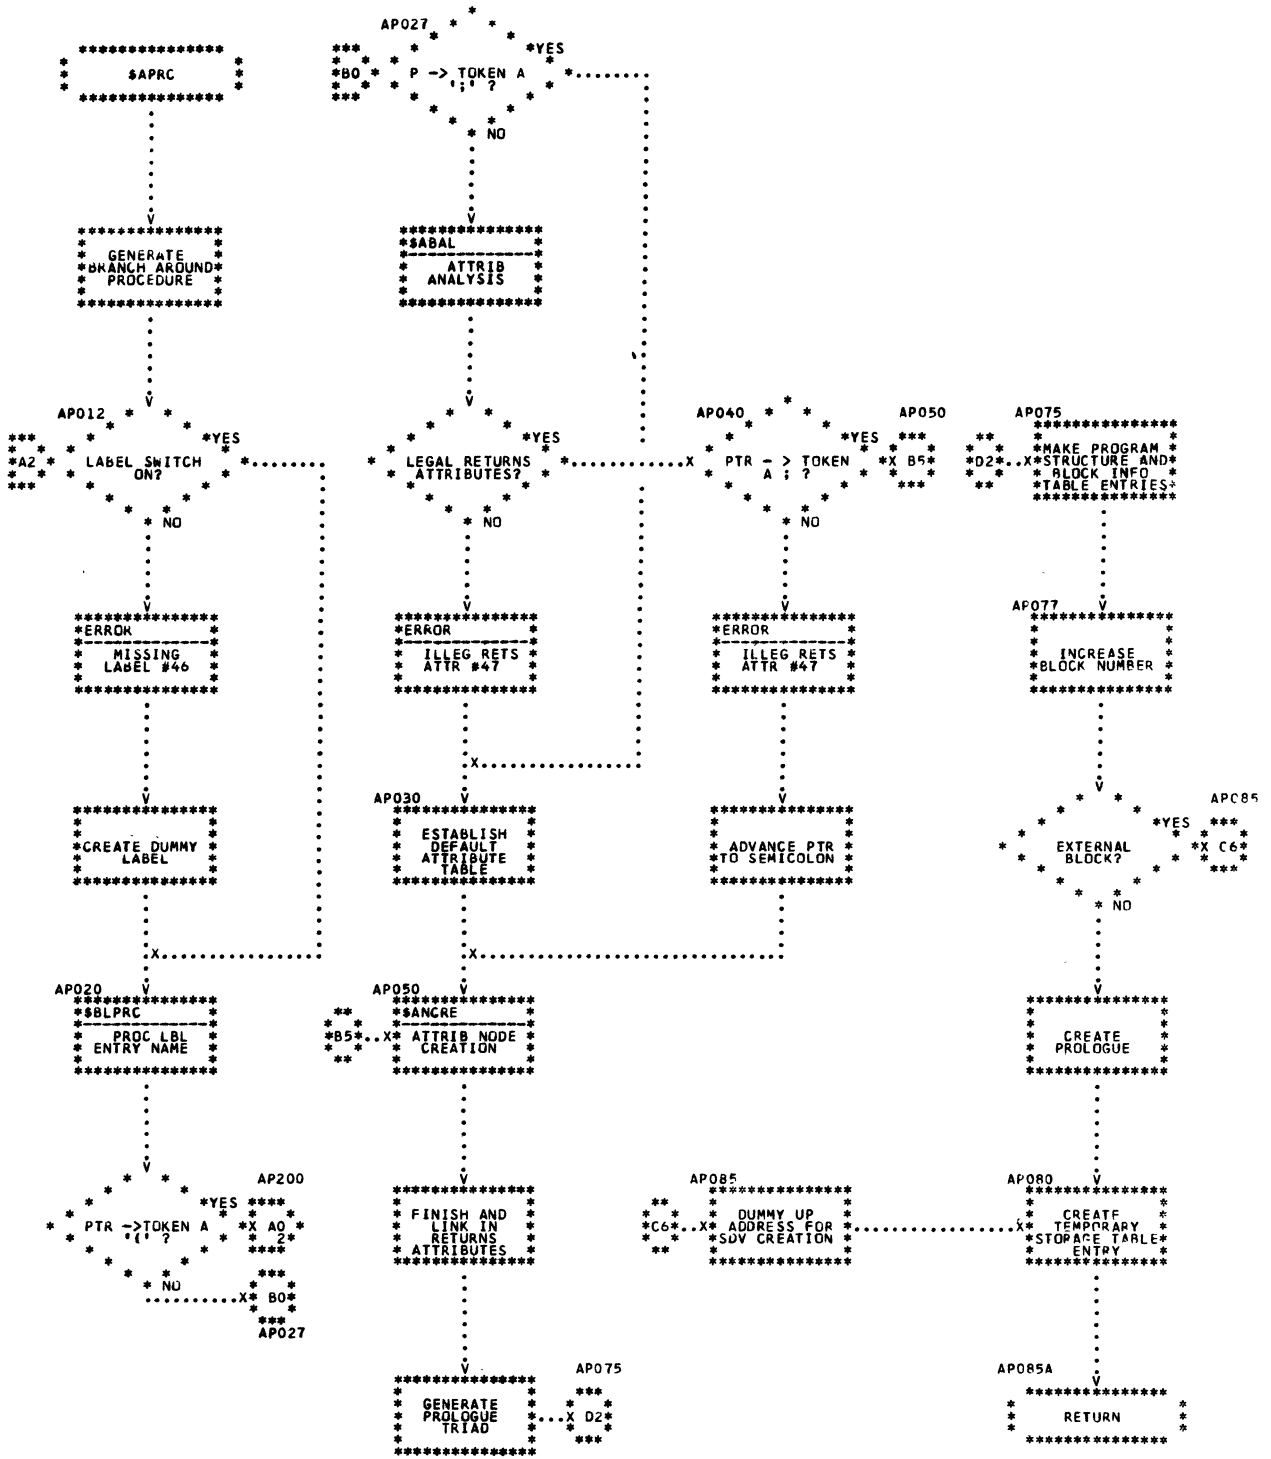 $APRC
GENERATE
BRANCH AROUND
PROCEDURE
AP012
A2
LABEL SWITCH
ON?
YES
NO
ERROR
MISSING
LABEL #46
CREATE DUMMY
LABEL
AP020
$BLPRC
PROC LBL
ENTRY NAME
PTR ->TOKEN A
'(' ?
YES
AP200
X A0
2
NO
X B0
AP027
AP027
B0
P -> TOKEN A
';' ?
YES
NO
$ABAL
ATTRIB
ANALYSIS
LEGAL RETURNS
ATTRIBUTES?
YES
X
NO
ERROR
ILLEG RETS
ATTR #47
X
AP030
ESTABLISH
DEFAULT
ATTRIBUTE
TABLE
X
X
AP050
B5
X
$ANCRE
ATTRIB NODE
CREATION
FINISH AND
LINK IN
RETURNS
ATTRIBUTES
GENERATE
PROLOGUE
TRIAD
AP075
X D2
AP040
PTR - > TOKEN
A ; ?
YES
AP050
X B5
NO
ERROR
ILLEG RETS
ATTR #47
ADVANCE PTR
TO SEMICOLON
AP085
C6
X
DUMMY UP
ADDRESS FOR
SDV CREATION
AP075
D2
X
MAKE PROGRAM
STRUCTURE AND
BLOCK INFO
TABLE ENTRIES
AP077
INCREASE
BLOCK NUMBER
EXTERNAL
BLOCK?
YES
AP085
X C6
NO
CREATE
PROLOGUE
AP080
X
CREATE
TEMPORARY
STORAGE TABLE
ENTRY
AP085A
RETURN